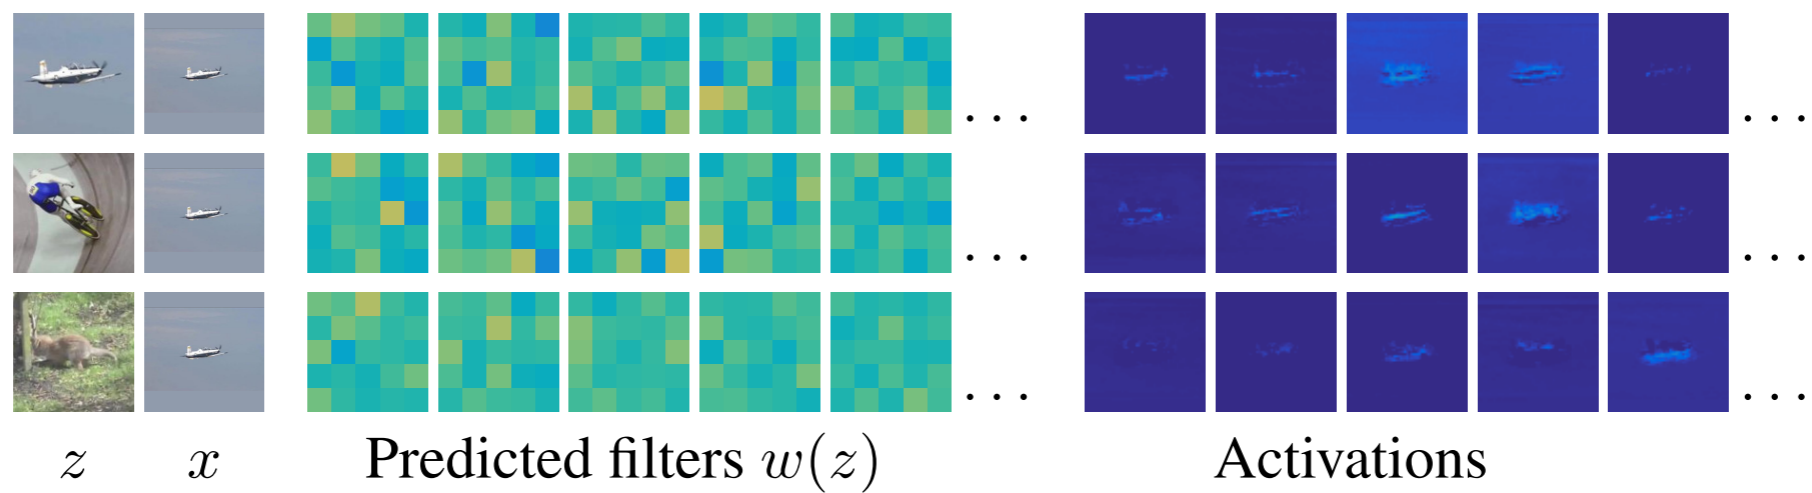 . . . . . .
. . . . . .
. . . . . .
z x Predicted filters w(z) Activations